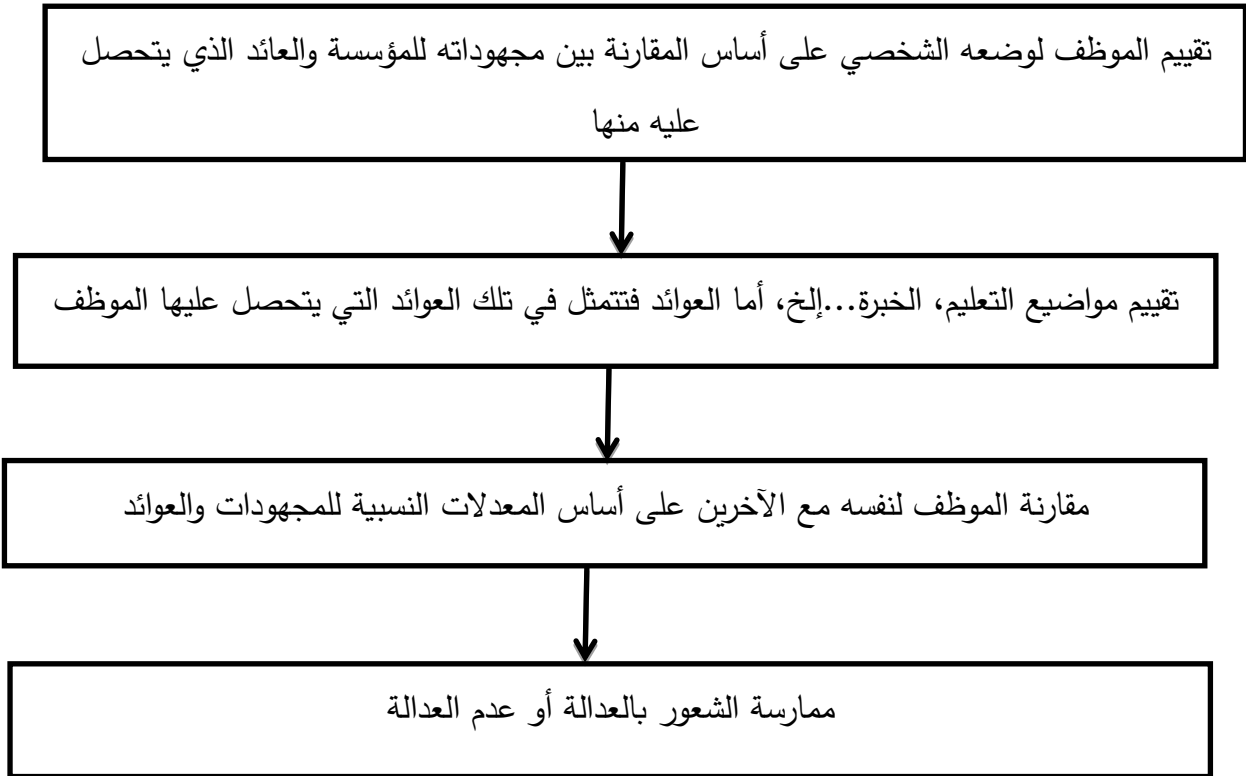 تقييم الموظف لوضعه الشخصي على أساس المقارنة بين مجهوداته للمؤسسة والعائد الذي يتحصل
عليه منها
تقييم مواضيع التعليم، الخبرة...إلخ، أما العوائد فتتمثل في تلك العوائد التي يتحصل عليها الموظف
مقارنة الموظف لنفسه مع الآخرين على أساس المعدلات النسبية للمجهودات والعوائد
ممارسة الشعور بالعدالة أو عدم العدالة